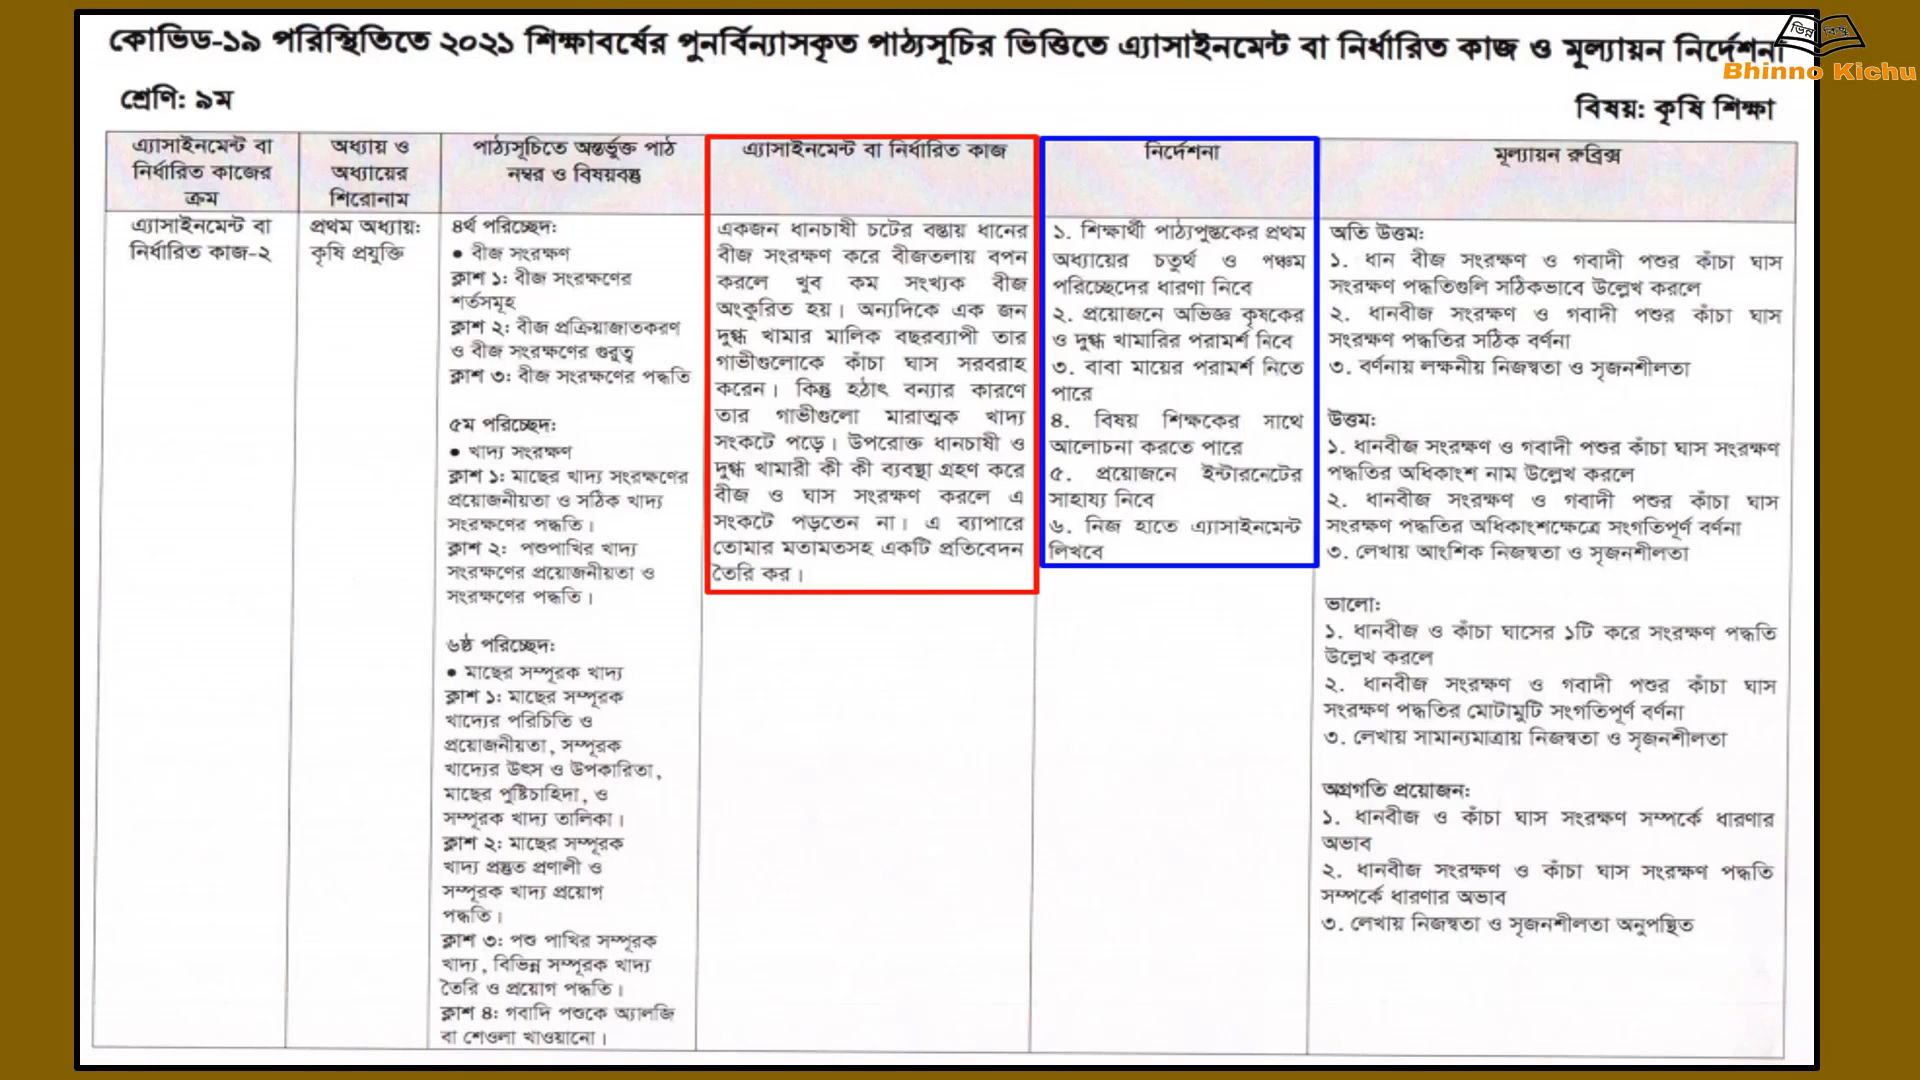 কোভিড-১৯ পরিস্থিতিতে ২০২১ শিক্ষাবর্ষের পুনর্বিন্যাসকৃত পাঠ্যসূচির ভিত্তিতে এ্যাসাইনমেন্ট বা নির্ধারিত কাজ ও মূল্যায়ন নির্দেশনা
ভিন্ন কিছু
Bhinno Kichu
শ্রেণি: ৯ম
বিষয়: কৃষি শিক্ষা
এ্যাসাইনমেন্ট বা
নির্ধারিত কাজের
ক্রম
অধ্যায় ও
অধ্যায়ের
শিরোনাম
পাঠ্যসূচিতে অন্তর্ভুক্ত পাঠ
নম্বর ও বিষয়বস্তু
এ্যাসাইনমেন্ট বা নির্ধারিত কাজ
নির্দেশনা
মূল্যায়ন রুব্রিক্স
এ্যাসাইনমেন্ট বা
নির্ধারিত কাজ-২
প্রথম অধ্যায়:
কৃষি প্রযুক্তি
৪র্থ পরিচ্ছেদ:
• বীজ সংরক্ষণ
ক্লাশ ১: বীজ সংরক্ষণের
শর্তসমূহ
ক্লাশ ২: বীজ প্রক্রিয়াজাতকরণ
ও বীজ সংরক্ষণের গুরুত্ব
ক্লাশ ৩: বীজ সংরক্ষণের পদ্ধতি
৫ম পরিচ্ছেদ:
• খাদ্য সংরক্ষণ
ক্লাশ ১: মাছের খাদ্য সংরক্ষণের
প্রয়োজনীয়তা ও সঠিক খাদ্য
সংরক্ষণের পদ্ধতি।
ক্লাশ ২: পশুপাখির খাদ্য
সংরক্ষণের প্রয়োজনীয়তা ও
সংরক্ষণের পদ্ধতি।
৬ষ্ঠ পরিচ্ছেদ:
• মাছের সম্পূরক খাদ্য
ক্লাশ ১: মাছের সম্পূরক
খাদ্যের পরিচিতি ও
প্রয়োজনীয়তা, সম্পূরক
খাদ্যের উৎস ও উপকারিতা,
মাছের পুষ্টিচাহিদা, ও
সম্পূরক খাদ্য তালিকা।
ক্লাশ ২: মাছের সম্পূরক
খাদ্য প্রস্তুত প্রণালী ও
সম্পূরক খাদ্য প্রয়োগ
পদ্ধতি।
ক্লাশ ৩: পশু পাখির সম্পূরক
খাদ্য, বিভিন্ন সম্পূরক খাদ্য
তৈরি ও প্রয়োগ পদ্ধতি।
ক্লাশ ৪: গবাদি পশুকে অ্যালজি
বা শেওলা খাওয়ানো।
একজন ধানচাষী চটের বস্তায় ধানের
বীজ সংরক্ষণ করে বীজতলায় বপন
করলে খুব কম সংখ্যক বীজ
অংকুরিত হয়। অন্যদিকে এক জন
দুগ্ধ খামার মালিক বছরব্যাপী তার
গাভীগুলোকে কাঁচা ঘাস সরবরাহ
করেন। কিন্তু হঠাৎ বন্যার কারণে
তার গাভীগুলো মারাত্মক খাদ্য
সংকটে পড়ে। উপরোক্ত ধানচাষী ও
দুগ্ধ খামারী কী কী ব্যবস্থা গ্রহণ করে
বীজ ও ঘাস সংরক্ষণ করলে এ
সংকটে পড়তেন না। এ ব্যাপারে
তোমার মতামতসহ একটি প্রতিবেদন
তৈরি কর।
১. শিক্ষার্থী পাঠ্যপুস্তকের প্রথম
অধ্যায়ের চতুর্থ ও পঞ্চম
পরিচ্ছেদের ধারণা নিবে
২. প্রয়োজনে অভিজ্ঞ কৃষকের
ও দুগ্ধ খামারির পরামর্শ নিবে
৩. বাবা মায়ের পরামর্শ নিতে
পারে
৪. বিষয় শিক্ষকের সাথে
আলোচনা করতে পারে
৫. প্রয়োজনে ইন্টারনেটের
সাহায্য নিবে
৬. নিজ হাতে এ্যাসাইনমেন্ট
লিখবে
অতি উত্তম:
১. ধান বীজ সংরক্ষণ ও গবাদী পশুর কাঁচা ঘাস
সংরক্ষণ পদ্ধতিগুলি সঠিকভাবে উল্লেখ করলে
২. ধানবীজ সংরক্ষণ ও গবাদী পশুর কাঁচা ঘাস
সংরক্ষণ পদ্ধতির সঠিক বর্ণনা
৩. বর্ণনায় লক্ষনীয় নিজস্বতা ও সৃজনশীলতা
উত্তম:
১. ধানবীজ সংরক্ষণ ও গবাদী পশুর কাঁচা ঘাস সংরক্ষণ
পদ্ধতির অধিকাংশ নাম উল্লেখ করলে
২. ধানবীজ সংরক্ষণ ও গবাদী পশুর কাঁচা ঘাস
সংরক্ষণ পদ্ধতির অধিকাংশক্ষেত্রে সংগতিপূর্ণ বর্ণনা
৩. লেখায় আংশিক নিজস্বতা ও সৃজনশীলতা
ভালো:
১. ধানবীজ ও কাঁচা ঘাসের ১টি করে সংরক্ষণ পদ্ধতি
উল্লেখ করলে
২. ধানবীজ সংরক্ষণ ও গবাদী পশুর কাঁচা ঘাস
সংরক্ষণ পদ্ধতির মোটামুটি সংগতিপূর্ণ বর্ণনা
৩. লেখায় সামান্যমাত্রায় নিজস্বতা ও সৃজনশীলতা
অগ্রগতি প্রয়োজন:
১. ধানবীজ ও কাঁচা ঘাস সংরক্ষণ সম্পর্কে ধারণার
অভাব
২. ধানবীজ সংরক্ষণ ও কাঁচা ঘাস সংরক্ষণ পদ্ধতি
সম্পর্কে ধারণার অভাব
৩. লেখায় নিজস্বতা ও সৃজনশীলতা অনুপস্থিত